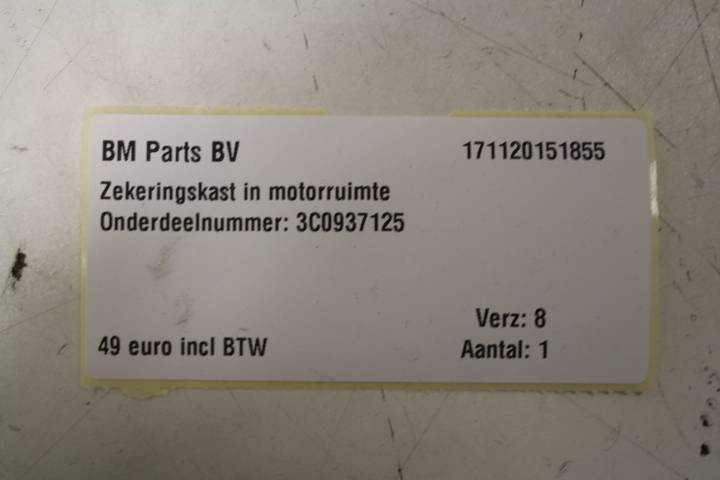 BM Parts BV 171120151855
Zekeringskast in motorruimte
Onderdeelnummer: 3C0937125
Verz: 8
49 euro incl BTW Aantal: 1